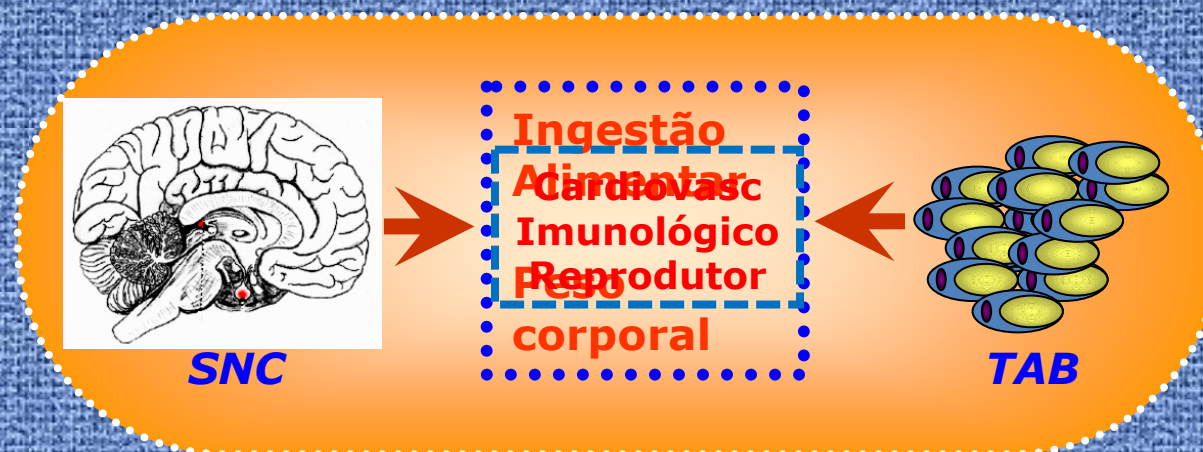 Ingestão
Alimentar
Cardiovasc
Imunológico
Reprodutor
Peso
corporal
SNC
TAB